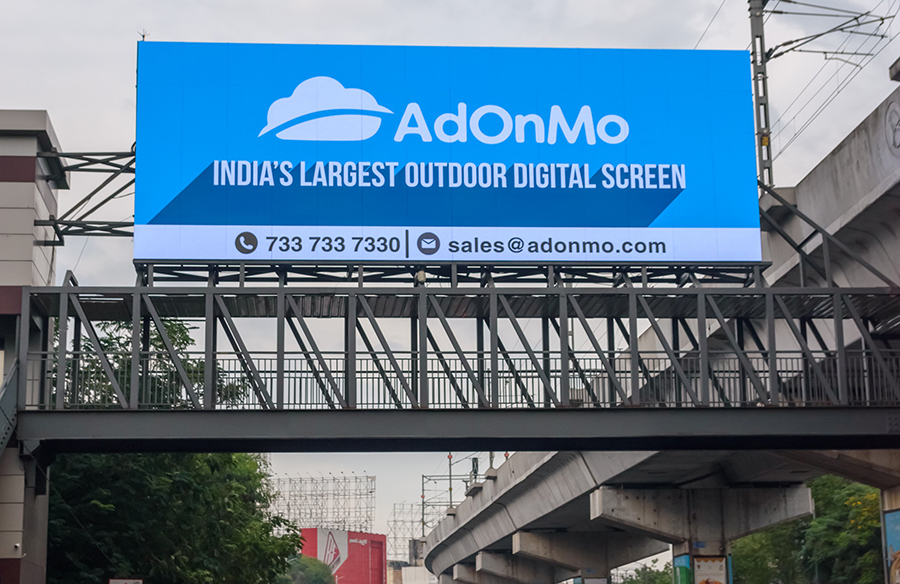 AdOnMo
INDIA'S LARGEST OUTDOOR DIGITAL SCREEN
733 733 7330 | sales@adonmo.com